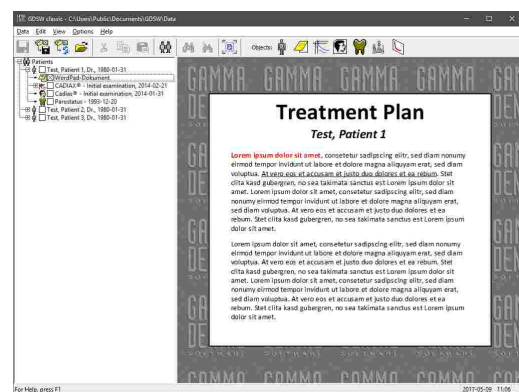 GDSW classic - C:\Users\Public\Documents\GDSW\Data
Data Edit View Options Help
Objects:
Patients
Test, Patient 1, Dr., 1980-01-31
WordPad-Dokument
CADIAX® - Initial examination, 2014-02-21
Cadias® - Initial examination, 2014-01-31
Parostatus - 1993-12-20
Test, Patient 2, Dr., 1980-01-31
Test, Patient 3, Dr., 1980-01-31
GAMMA GAMMA GAMMA GAMMA
Treatment Plan
Test, Patient 1
Lorem ipsum dolor sit amet, consetetur sadipscing elitr, sed diam nonumy
eirmod tempor invidunt ut labore et dolore magna aliquyam erat, sed diam
voluptua. At vero eos et accusam et justo duo dolores et ea rebum. Stet
clita kasd gubergren, no sea takimata sanctus est Lorem ipsum dolor sit
amet. Lorem ipsum dolor sit amet, consetetur sadipscing elitr, sed diam
nonumy eirmod tempor invidunt ut labore et dolore magna aliquyam erat,
sed diam voluptua. At vero eos et accusam et justo duo dolores et ea
rebum. Stet clita kasd gubergren, no sea takimata sanctus est Lorem ipsum
dolor sit amet.
Lorem ipsum dolor sit amet, consetetur sadipscing elitr, sed diam nonumy
eirmod tempor invidunt ut labore et dolore magna aliquyam erat, sed diam
voluptua. At vero eos et accusam et justo duo dolores et ea rebum. Stet
clita kasd gubergren, no sea takimata sanctus est Lorem ipsum dolor sit
amet. Lorem ipsum dolor sit amet, consetetur sadipscing elitr, sed diam
nonumy eirmod tempor invidunt ut labore et dolore magna aliquyam erat,
sed diam voluptua. At vero eos et accusam et justo duo dolores et ea
rebum. Stet clita kasd gubergren, no sea takimata sanctus est Lorem ipsum
dolor sit amet.
SOFTWARE SOFTWARE SOFTWARE
GAMMA GAMMA GAMMA
For Help, press F1
2017-05-09 11:06